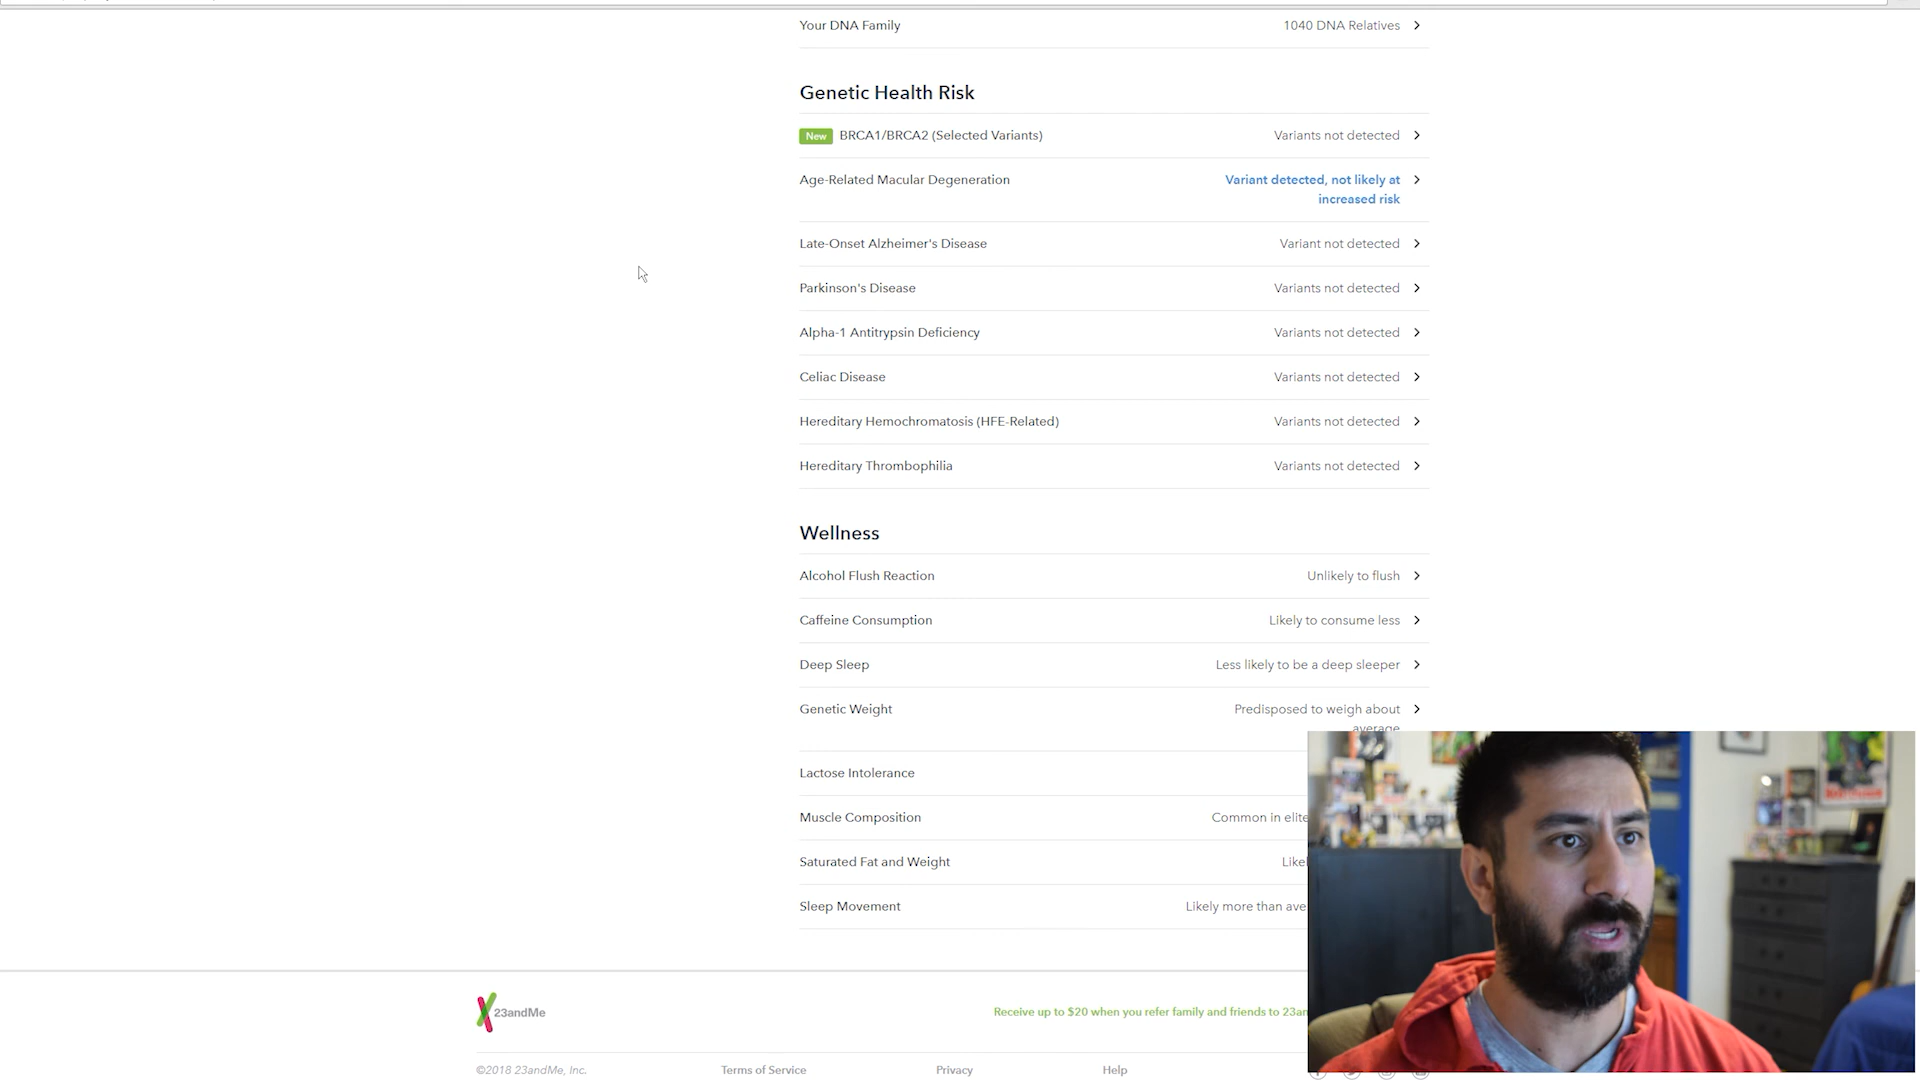 Your DNA Family 1040 DNA Relatives
Genetic Health Risk
New BRCA1/BRCA2 (Selected Variants) Variants not detected
Age-Related Macular Degeneration Variant detected, not likely at
increased risk
Late-Onset Alzheimer's Disease Variant not detected
Parkinson's Disease Variants not detected
Alpha-1 Antitrypsin Deficiency Variants not detected
Celiac Disease Variants not detected
Hereditary Hemochromatosis (HFE-Related) Variants not detected
Hereditary Thrombophilia Variants not detected
Wellness
Alcohol Flush Reaction Unlikely to flush
Caffeine Consumption Likely to consume less
Deep Sleep Less likely to be a deep sleeper
Genetic Weight Predisposed to weigh about
average
Lactose Intolerance
Muscle Composition Common in elite
Saturated Fat and Weight
Sleep Movement Likely more than
23andMe Receive up to $20 when you refer family and friends to
©2018 23andMe, Inc. Terms of Service Privacy Help